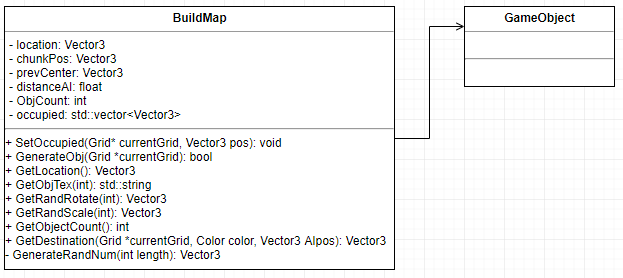 BuildMap
- location: Vector3
- chunkPos: Vector3
- prevCenter: Vector3
- distanceAI: float
- ObjCount: int
- occupied: std::vector<Vector3>
+ SetOccupied(Grid* currentGrid, Vector3 pos): void
+ GenerateObj(Grid *currentGrid): bool
+ GetLocation(): Vector3
+ GetObjTex(int): std::string
+ GetRandRotate(int): Vector3
+ GetRandScale(int): Vector3
+ GetObjectCount(): int
+ GetDestination(Grid *currentGrid, Color color, Vector3 AIpos): Vector3
- GenerateRandNum(int length): Vector3
GameObject